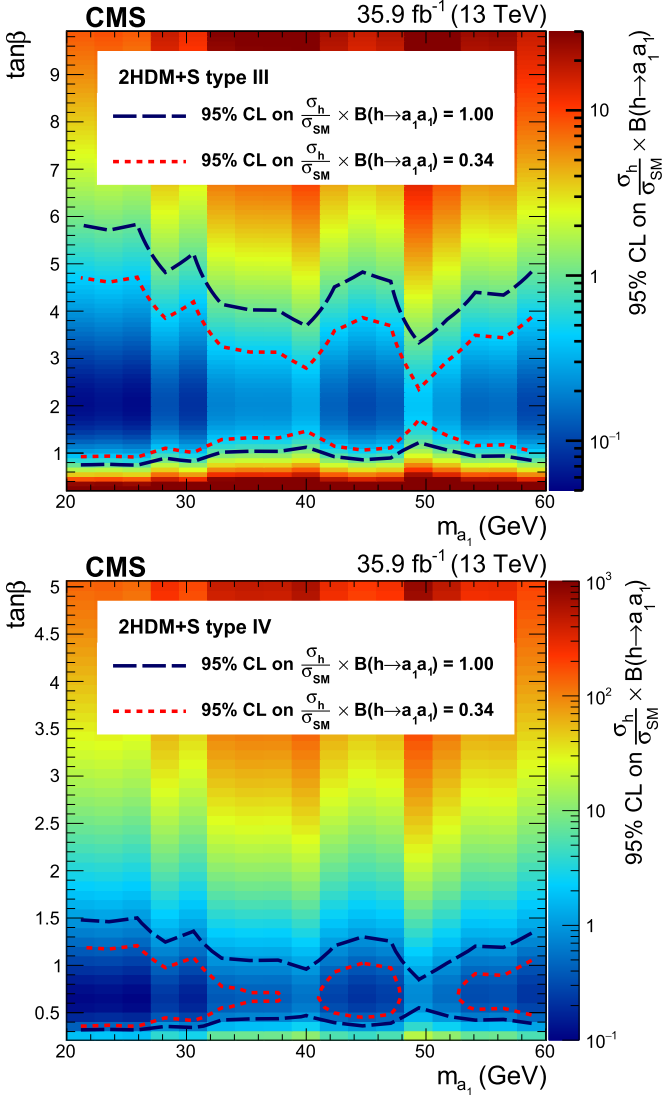 CMS 35.9 fb⁻¹ (13 TeV)
tanβ
9
8
7
6
5
4
3
2
1
2HDM+S type III
95% CL on σh/σSM × B(h→a₁a₁) = 1.00
95% CL on σh/σSM × B(h→a₁a₁) = 0.34
20 30 40 50 60
m_a₁ (GeV)
10
1
10⁻¹
95% CL on σh/σSM × B(h→a₁a₁)
CMS 35.9 fb⁻¹ (13 TeV)
tanβ
5
4.5
4
3.5
3
2.5
2
1.5
1
0.5
2HDM+S type IV
95% CL on σh/σSM × B(h→a₁a₁) = 1.00
95% CL on σh/σSM × B(h→a₁a₁) = 0.34
20 30 40 50 60
m_a₁ (GeV)
10³
10²
10
1
10⁻¹
95% CL on σh/σSM × B(h→a₁a₁)